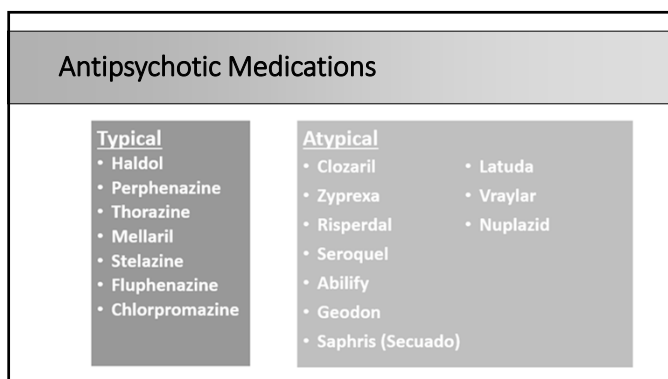 Antipsychotic Medications
Typical
• Haldol
• Perphenazine
• Thorazine
• Mellaril
• Stelazine
• Fluphenazine
• Chlorpromazine
Atypical
• Clozaril
• Zyprexa
• Risperdal
• Seroquel
• Abilify
• Geodon
• Saphris (Secuado)
• Latuda
• Vraylar
• Nuplazid